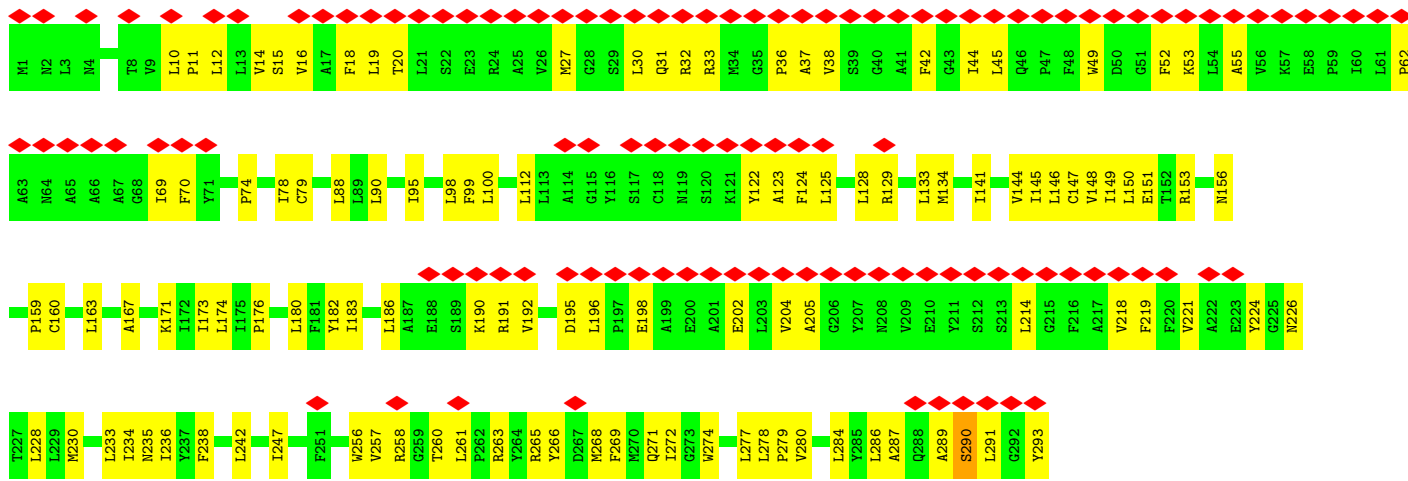 M1 N2 L3 N4 T8 V9 L10 P11 L12 L13 V14 S15 V16 A17 F18 L19 T20 L21 S22 E23 R24 A25 V26 M27 G28 S29 L30 Q31 R32 R33 M34 G35 P36 A37 V38 S39 G40 A41 F42 G43 I44 L45 Q46 P47 F48 W49 D50 G51 F52 K53 L54 A55 V56 K57 E58 P59 I60 L61 P62
A63 N64 A65 A66 A67 G68 I69 F70 Y71 P74 I78 C79 L88 L89 L90 I95 L98 F99 L100 L112 L113 A114 G115 Y116 S117 C118 N119 S120 K121 Y122 A123 F124 L125 L128 R129 L133 M134 I141 V144 I145 L146 C147 V148 I149 L150 E151 T152 R153 N156
P159 C160 L163 A167 K171 I172 I173 L174 I175 P176 L180 F181 Y182 I183 L186 A187 E188 S189 K190 R191 V192 D195 L196 P197 E198 A199 E200 A201 E202 L203 V204 A205 G206 Y207 N208 V209 E210 Y211 S212 S213 L214 G215 F216 A217 V218 F219 F220 V221 A222 E223 Y224 G225 N226
T227 L228 L229 M230 L233 I234 N235 I236 Y237 F238 L242 I247 F251 W256 V257 R258 G259 T260 L261 P262 R263 Y264 R265 Y266 D267 M268 F269 M270 Q271 I272 G273 W274 L277 L278 P279 V280 L284 Y285 L286 A287 Q288 A289 S290 L291 G292 Y293